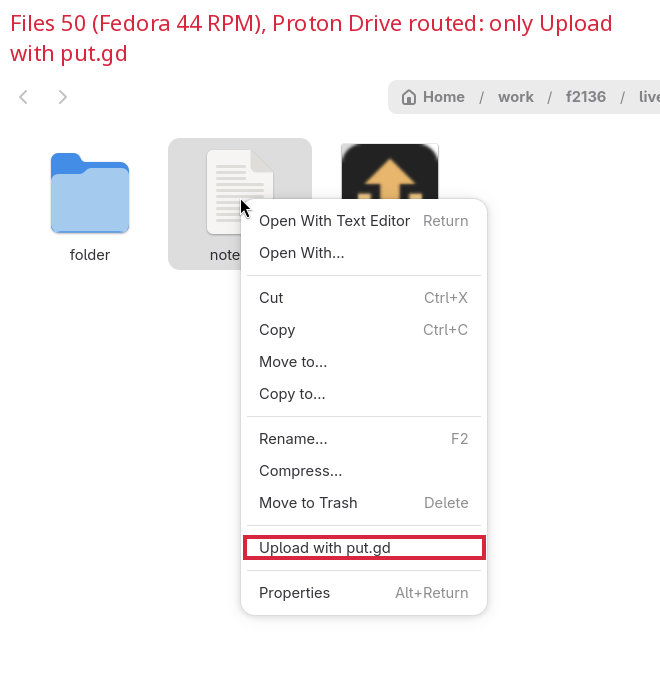 Files 50 (Fedora 44 RPM), Proton Drive routed: only Upload
with put.gd
Home / work / f2136 / live
folder
note
Open With Text Editor Return
Open With...
Cut Ctrl+X
Copy Ctrl+C
Move to...
Copy to...
Rename... F2
Compress...
Move to Trash Delete
Upload with put.gd
Properties Alt+Return